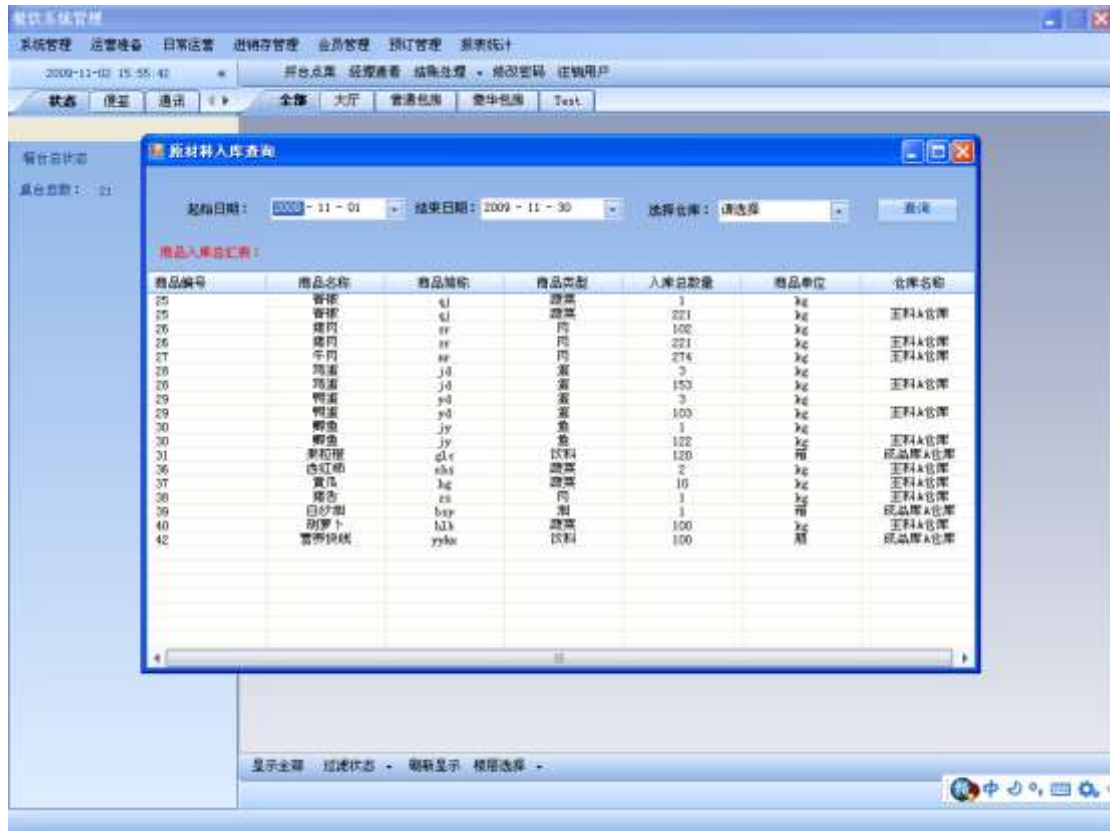 餐饮系统管理
系统管理 运营准备 日常运营 进销存管理 会员管理 预订管理 报表统计
2009-11-02 15:55:42 « 开台点菜 经理查看 结账处理 修改密码 注销用户
状态 便签 通讯 全部 大厅 普通包房 豪华包房 Test
原材料入库查询
餐台总状态
桌台总数: 21
起始日期: 2009 - 11 - 01 结束日期: 2009 - 11 - 30 选择仓库: 请选择 查询
商品入库总汇表:
商品编号 商品名称 商品简称 商品类型 入库总数量 商品单位 仓库名称
25 青椒 qj 蔬菜 1 kg
25 青椒 qj 蔬菜 221 kg 主料A仓库
26 猪肉 zr 肉 102 kg
26 猪肉 zr 肉 221 kg 主料A仓库
27 牛肉 nr 肉 274 kg 主料A仓库
28 鸡蛋 jd 蛋 3 kg
28 鸡蛋 jd 蛋 153 kg 主料A仓库
29 鸭蛋 yd 蛋 3 kg
29 鸭蛋 yd 蛋 103 kg 主料A仓库
30 鲫鱼 jy 鱼 1 kg
30 鲫鱼 jy 鱼 122 kg 主料A仓库
31 果粒橙 glc 饮料 120 箱 成品库A仓库
36 西红柿 xhs 蔬菜 2 kg 主料A仓库
37 黄瓜 hg 蔬菜 10 kg 主料A仓库
38 猪舌 zs 肉 1 kg 主料A仓库
39 白沙烟 bsy 烟 1 箱 成品库A仓库
40 胡萝卜 hlb 蔬菜 100 kg 主料A仓库
42 营养快线 yykx 饮料 100 瓶 成品库A仓库
显示全部 过滤状态 刷新显示 楼层选择
中